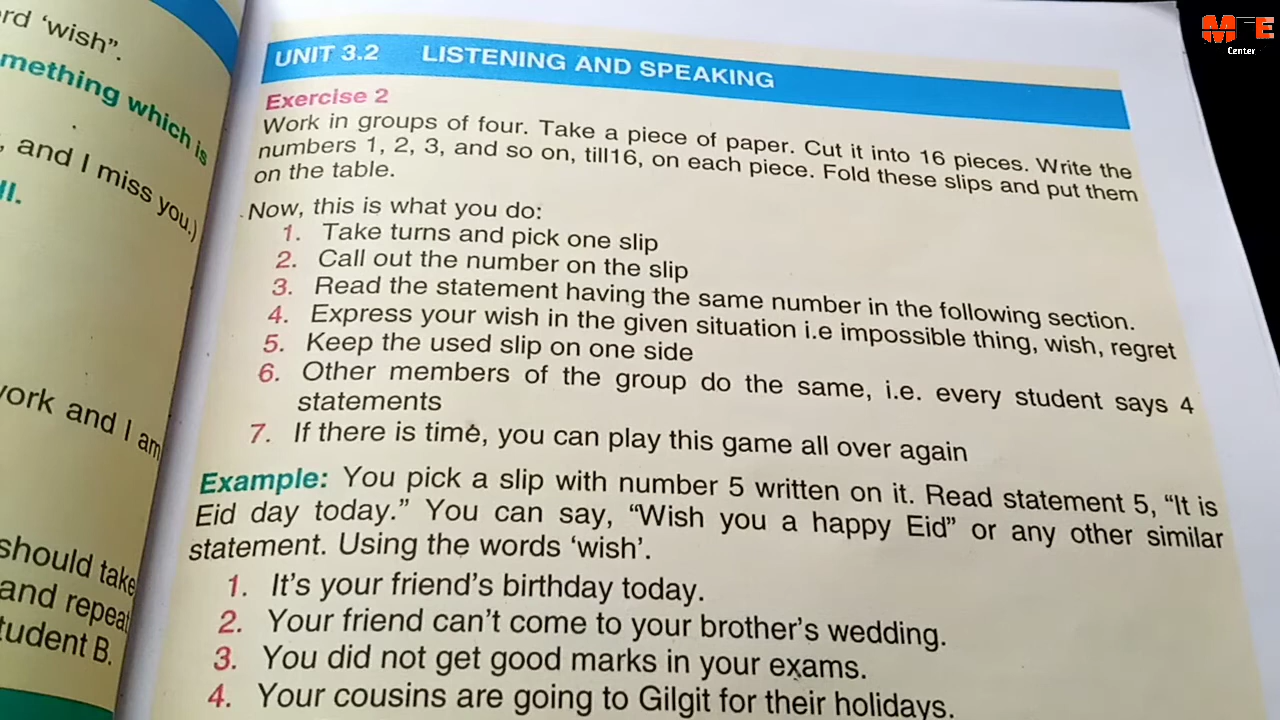 rd ‘wish”.
mething which is
, and I miss you.)
ll.
work and I am
should take
and repeat
tudent B.
UNIT 3.2 LISTENING AND SPEAKING
Exercise 2
Work in groups of four. Take a piece of paper. Cut it into 16 pieces. Write the
numbers 1, 2, 3, and so on, till16, on each piece. Fold these slips and put them
on the table.
Now, this is what you do:
1. Take turns and pick one slip
2. Call out the number on the slip
3. Read the statement having the same number in the following section.
4. Express your wish in the given situation i.e impossible thing, wish, regret
5. Keep the used slip on one side
6. Other members of the group do the same, i.e. every student says 4
statements
7. If there is time, you can play this game all over again
Example: You pick a slip with number 5 written on it. Read statement 5, “It is
Eid day today.” You can say, “Wish you a happy Eid” or any other similar
statement. Using the words ‘wish’.
1. It’s your friend’s birthday today.
2. Your friend can’t come to your brother’s wedding.
3. You did not get good marks in your exams.
4. Your cousins are going to Gilgit for their holidays.
MTE
Center